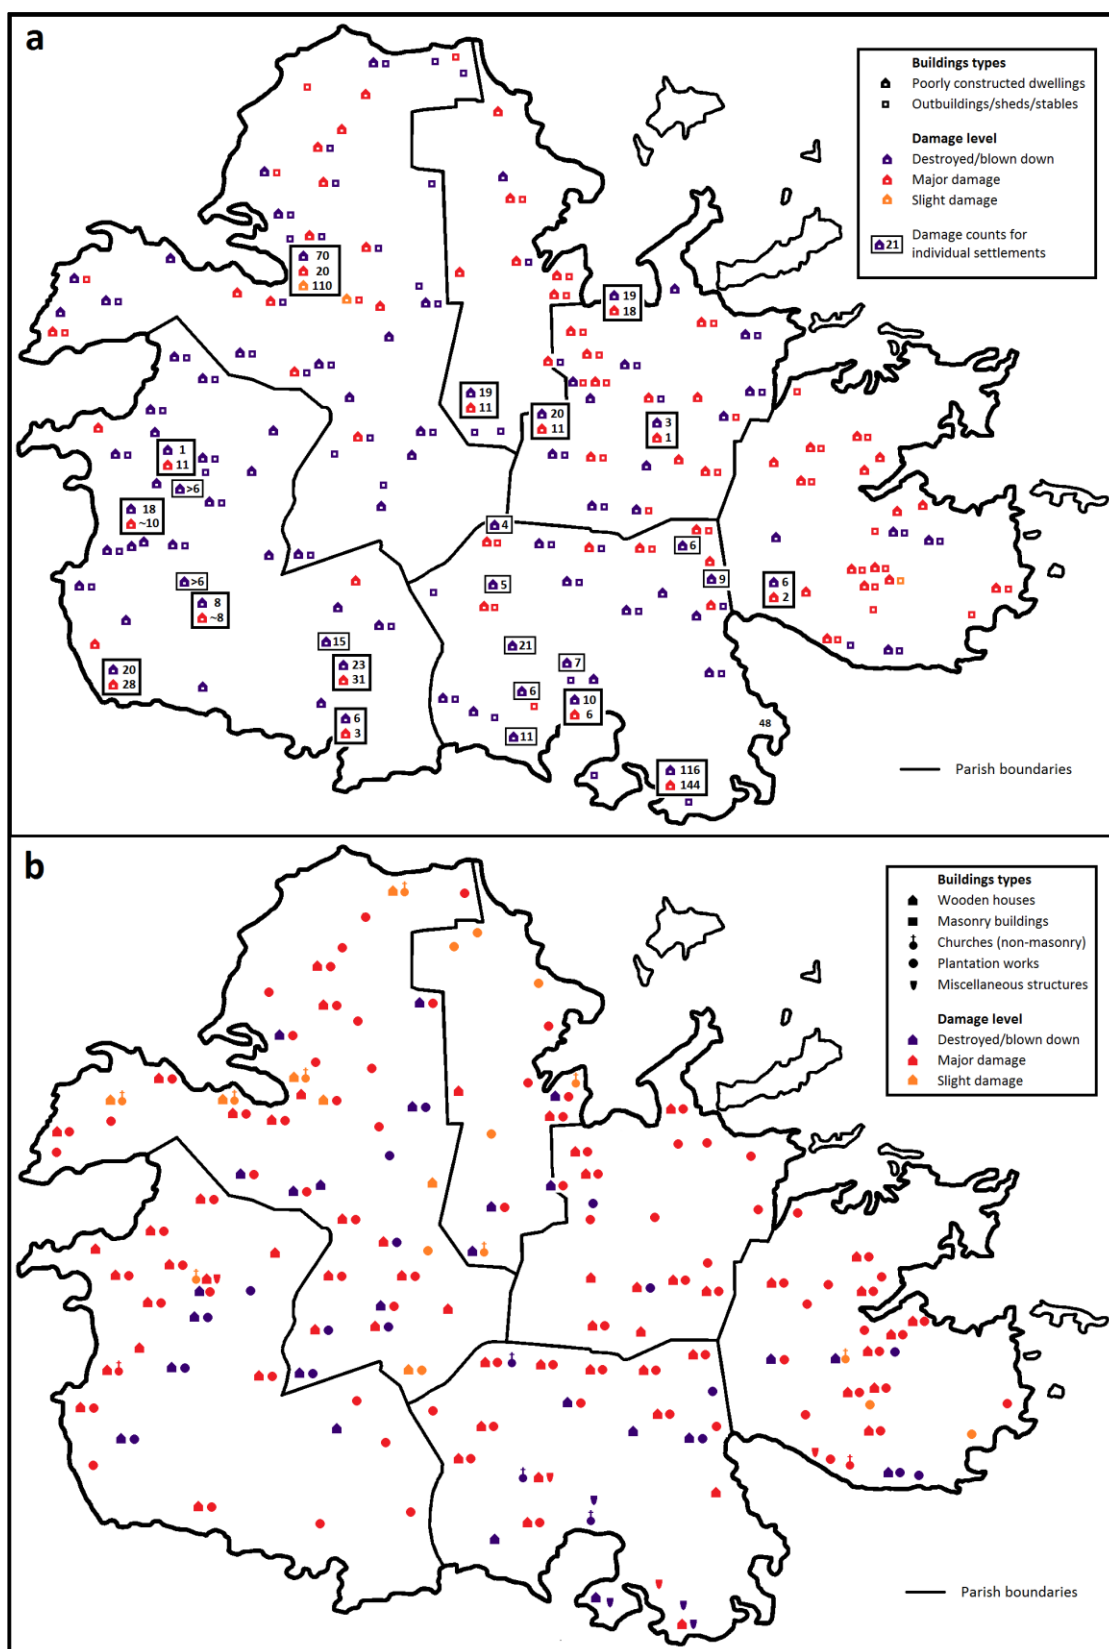 a
Buildings types
Poorly constructed dwellings
Outbuildings/sheds/stables
Damage level
Destroyed/blown down
Major damage
Slight damage
21
Damage counts for
individual settlements
70
20
110
19
18
19
11
20
11
3
1
1
11
>6
18
~10
4
6
>6
5
9
6
2
8
~8
15
21
7
20
28
23
31
6
10
6
6
3
11
48
116
144
Parish boundaries
b
Buildings types
Wooden houses
Masonry buildings
Churches (non-masonry)
Plantation works
Miscellaneous structures
Damage level
Destroyed/blown down
Major damage
Slight damage
Parish boundaries